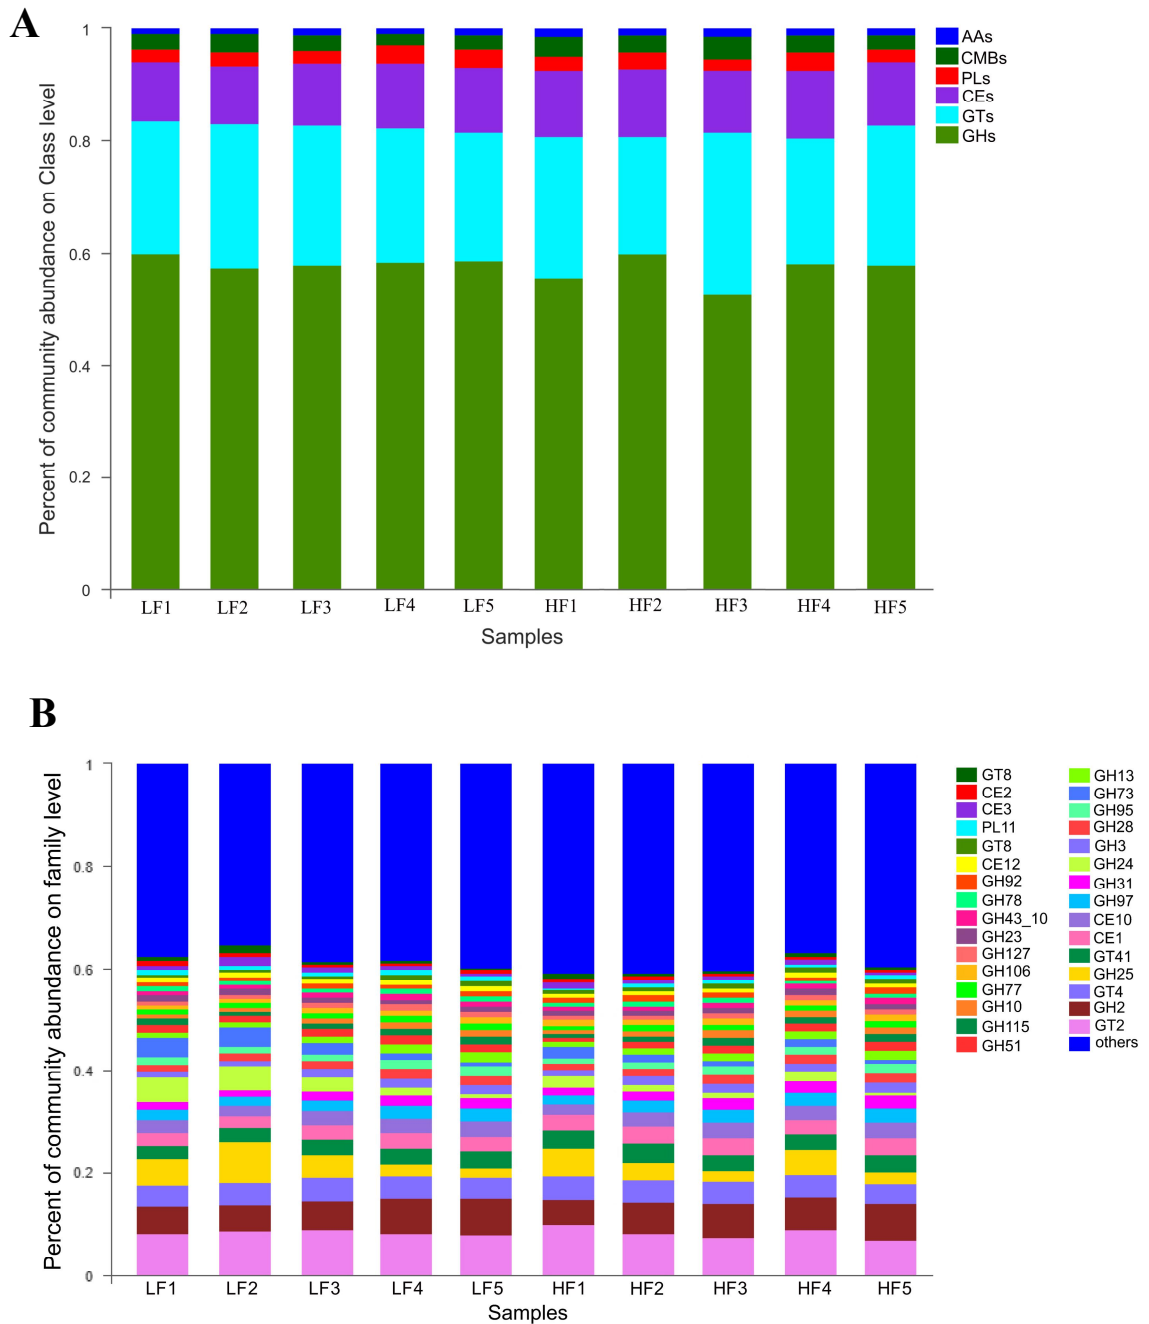 A
Percent of community abundance on Class level
1
0.8
0.6
0.4
0.2
0
LF1 LF2 LF3 LF4 LF5 HF1 HF2 HF3 HF4 HF5
Samples
AAs
CMBs
PLs
CEs
GTs
GHs
B
Percent of community abundance on family level
1
0.8
0.6
0.4
0.2
0
LF1 LF2 LF3 LF4 LF5 HF1 HF2 HF3 HF4 HF5
Samples
GT8
CE2
CE3
PL11
GT8
CE12
GH92
GH78
GH43_10
GH23
GH127
GH106
GH77
GH10
GH115
GH51
GH13
GH73
GH95
GH28
GH3
GH24
GH31
GH97
CE10
CE1
GT41
GH25
GT4
GH2
GT2
others